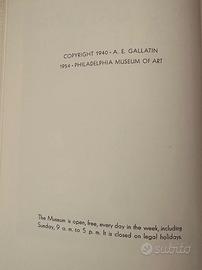 COPYRIGHT 1940 - A. E. GALLATIN
1954 - PHILADELPHIA MUSEUM OF ART
The Museum is open, free, every day in the week, including
Sunday, 9 a. m. to 5 p. m. It is closed on legal holidays.
subito